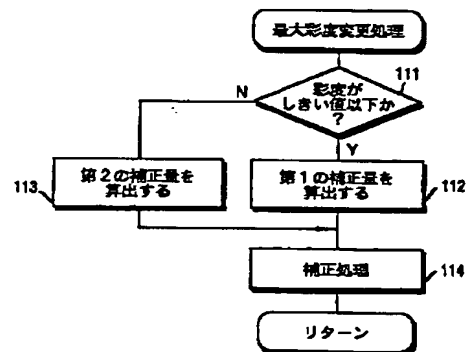 最大彩度変更処理
111
彩度が
しきい値以下か
?
N
Y
第2の補正量を
算出する
113
第1の補正量を
算出する
112
補正処理
114
リターン